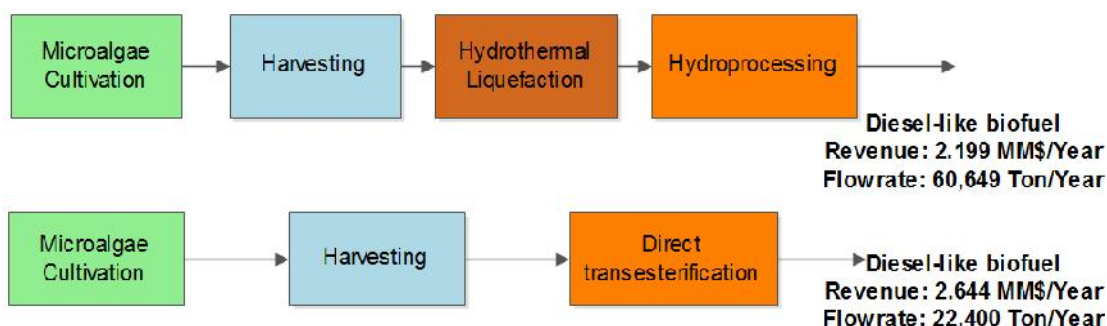 Microalgae
Cultivation
Harvesting
Hydrothermal
Liquefaction
Hydroprocessing
Diesel-like biofuel
Revenue: 2.199 MM$/Year
Flowrate: 60,649 Ton/Year
Microalgae
Cultivation
Harvesting
Direct
transesterification
Diesel-like biofuel
Revenue: 2.644 MM$/Year
Flowrate: 22,400 Ton/Year